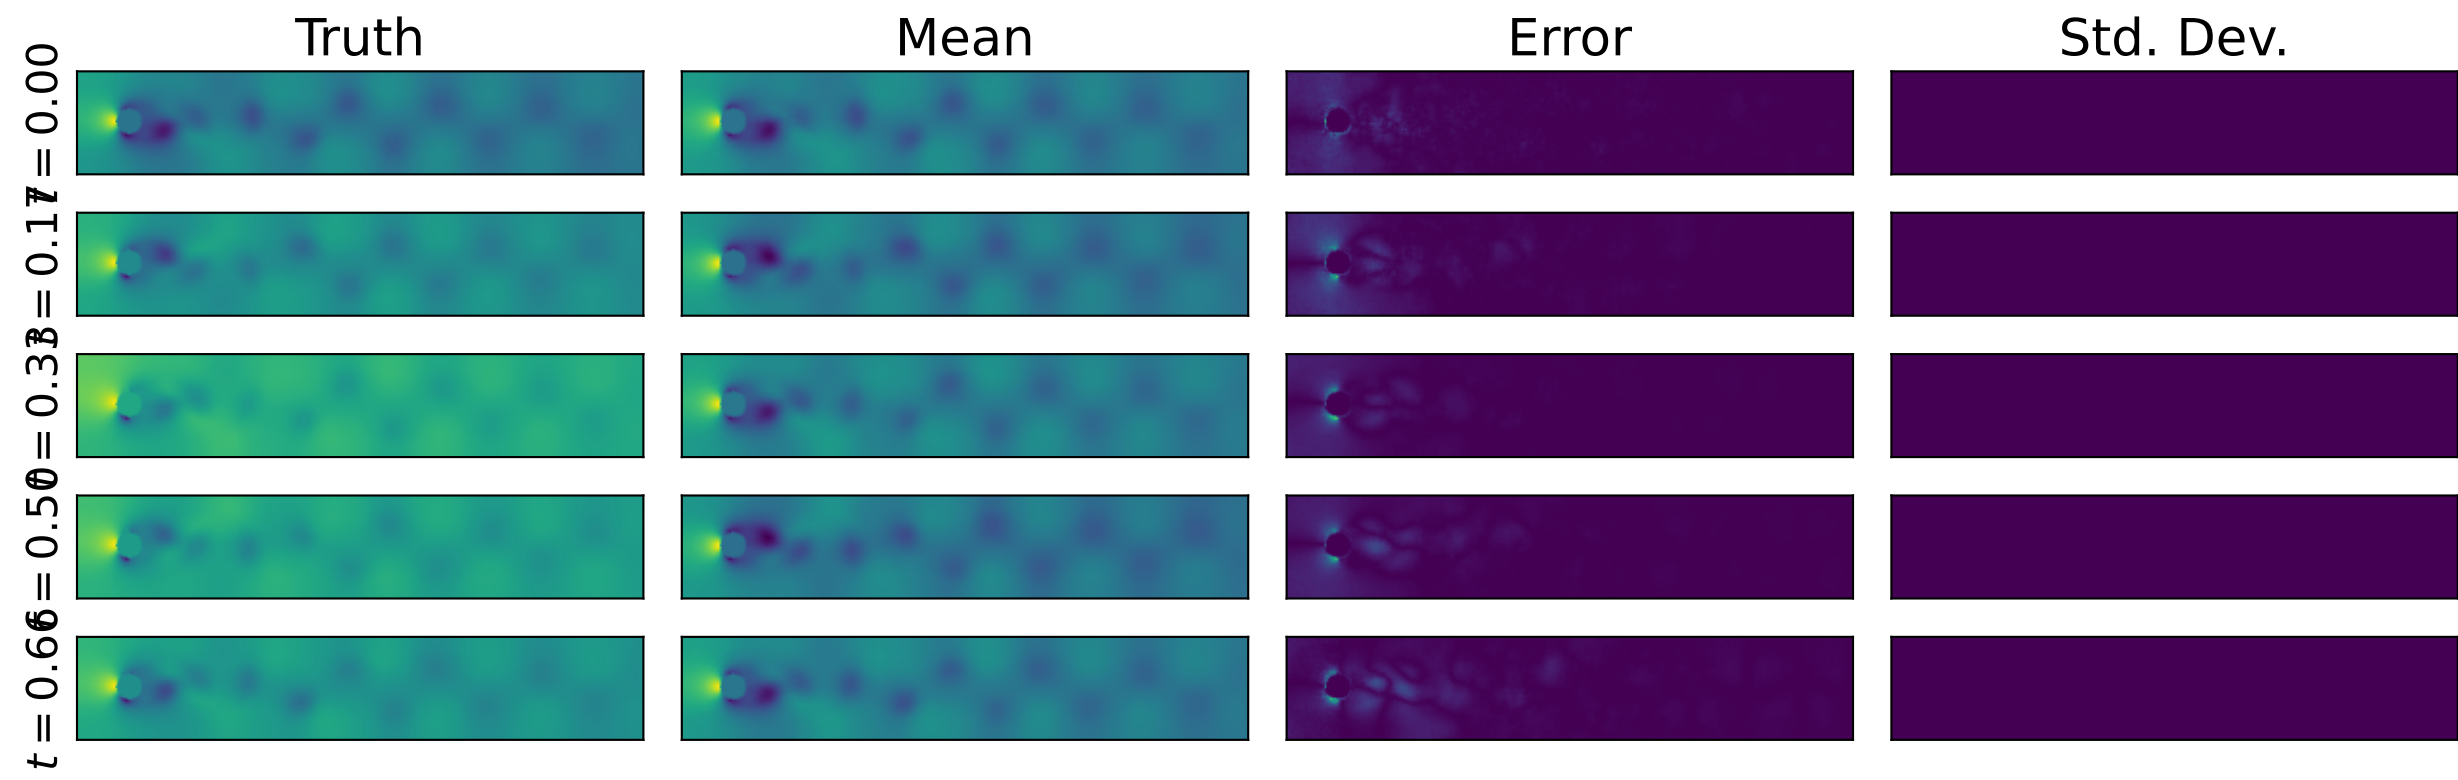 Truth Mean Error Std. Dev.
t = 0.00
t = 0.17
t = 0.33
t = 0.50
t = 0.66